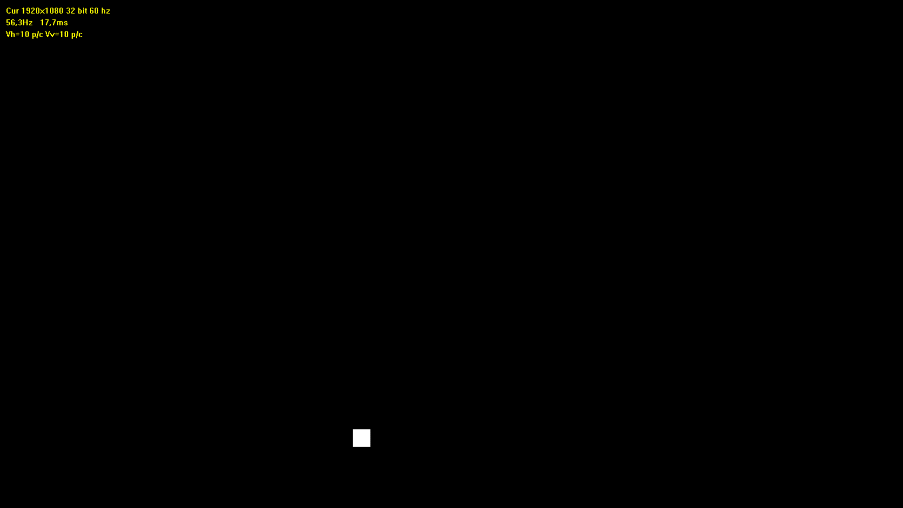 Cur 1920x1080 32 bit 60 hz
56,3Hz 17,7ms
Vh=10 p/c Vv=10 p/c